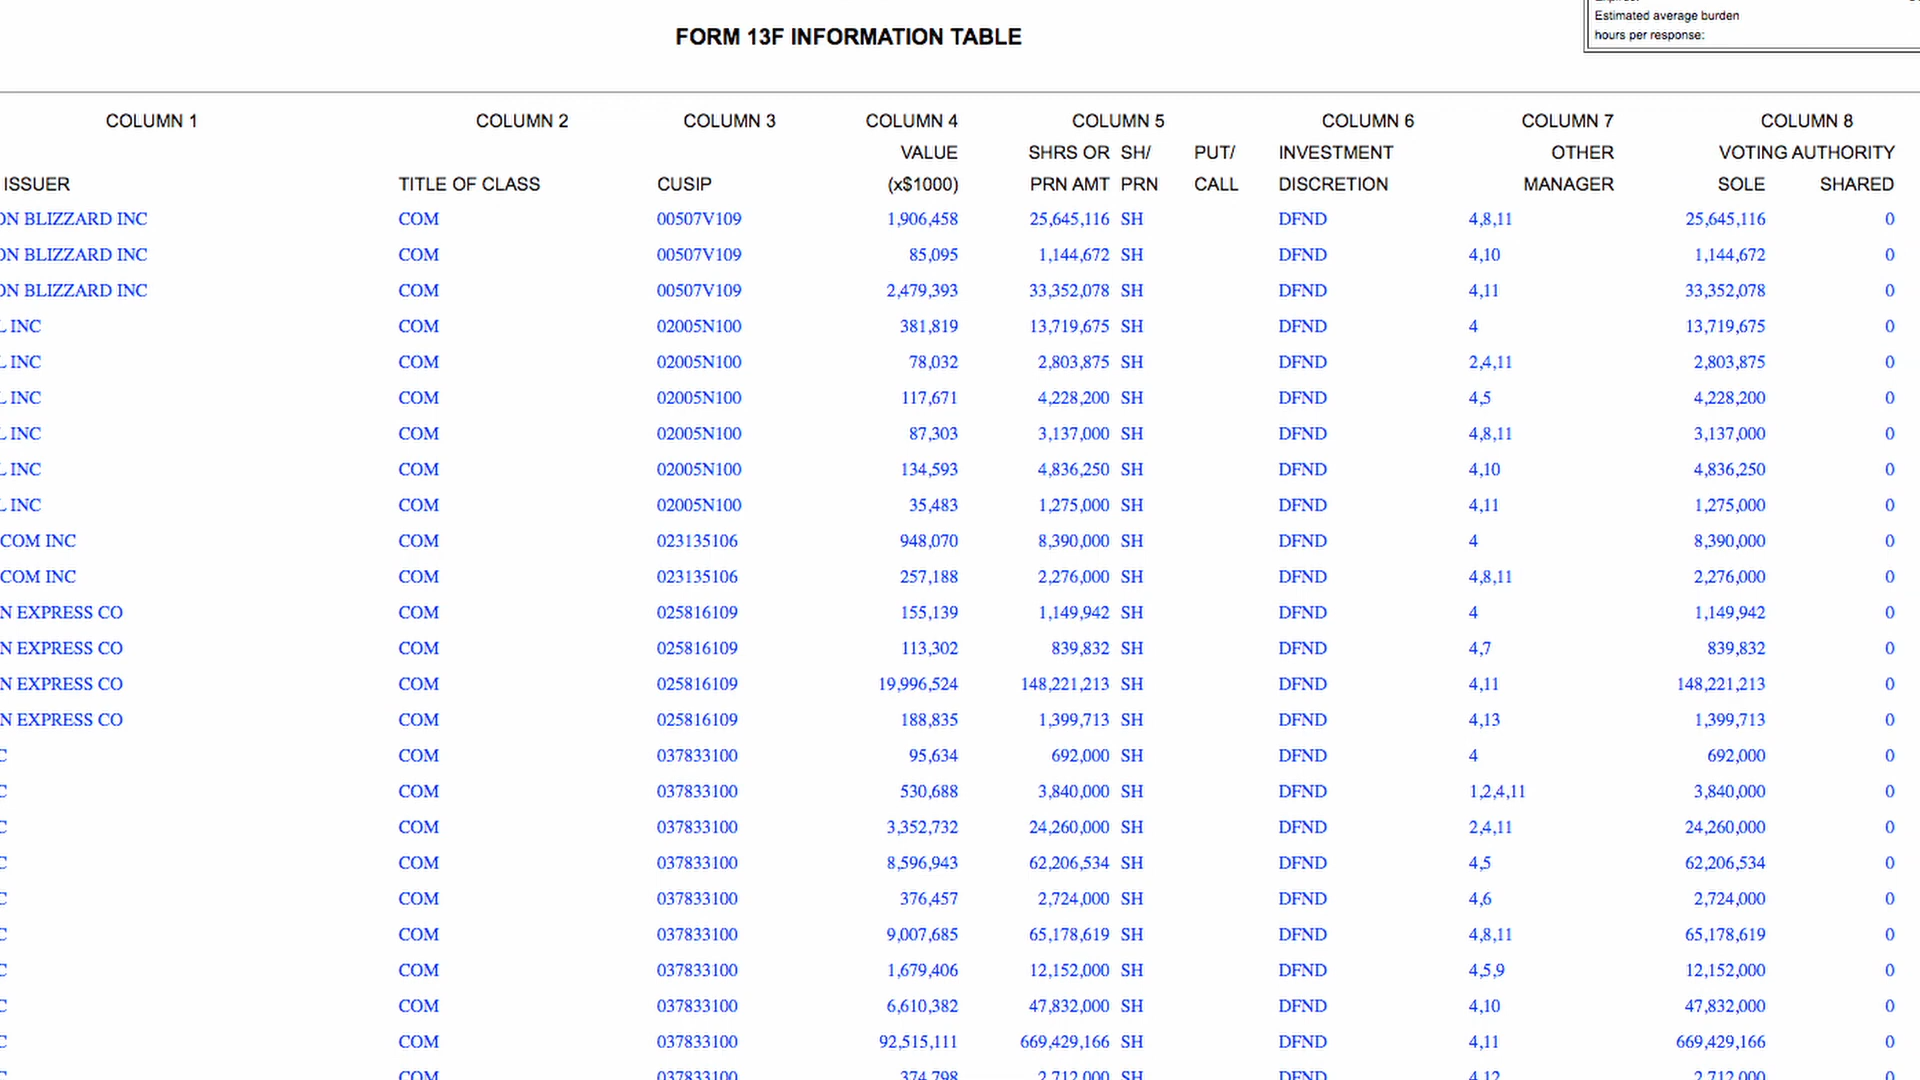 Estimated average burden
hours per response:
FORM 13F INFORMATION TABLE
COLUMN 1 COLUMN 2 COLUMN 3 COLUMN 4 COLUMN 5 COLUMN 6 COLUMN 7 COLUMN 8
VALUE SHRS OR SH/ PUT/ INVESTMENT OTHER VOTING AUTHORITY
ISSUER TITLE OF CLASS CUSIP (x$1000) PRN AMT PRN CALL DISCRETION MANAGER SOLE SHARED
ON BLIZZARD INC COM 00507V109 1,906,458 25,645,116 SH DFND 4,8,11 25,645,116 0
ON BLIZZARD INC COM 00507V109 85,095 1,144,672 SH DFND 4,10 1,144,672 0
ON BLIZZARD INC COM 00507V109 2,479,393 33,352,078 SH DFND 4,11 33,352,078 0
L INC COM 02005N100 381,819 13,719,675 SH DFND 4 13,719,675 0
L INC COM 02005N100 78,032 2,803,875 SH DFND 2,4,11 2,803,875 0
L INC COM 02005N100 117,671 4,228,200 SH DFND 4,5 4,228,200 0
L INC COM 02005N100 87,303 3,137,000 SH DFND 4,8,11 3,137,000 0
L INC COM 02005N100 134,593 4,836,250 SH DFND 4,10 4,836,250 0
L INC COM 02005N100 35,483 1,275,000 SH DFND 4,11 1,275,000 0
COM INC COM 023135106 948,070 8,390,000 SH DFND 4 8,390,000 0
COM INC COM 023135106 257,188 2,276,000 SH DFND 4,8,11 2,276,000 0
N EXPRESS CO COM 025816109 155,139 1,149,942 SH DFND 4 1,149,942 0
N EXPRESS CO COM 025816109 113,302 839,832 SH DFND 4,7 839,832 0
N EXPRESS CO COM 025816109 19,996,524 148,221,213 SH DFND 4,11 148,221,213 0
N EXPRESS CO COM 025816109 188,835 1,399,713 SH DFND 4,13 1,399,713 0
C COM 037833100 95,634 692,000 SH DFND 4 692,000 0
C COM 037833100 530,688 3,840,000 SH DFND 1,2,4,11 3,840,000 0
C COM 037833100 3,352,732 24,260,000 SH DFND 2,4,11 24,260,000 0
C COM 037833100 8,596,943 62,206,534 SH DFND 4,5 62,206,534 0
C COM 037833100 376,457 2,724,000 SH DFND 4,6 2,724,000 0
C COM 037833100 9,007,685 65,178,619 SH DFND 4,8,11 65,178,619 0
C COM 037833100 1,679,406 12,152,000 SH DFND 4,5,9 12,152,000 0
C COM 037833100 6,610,382 47,832,000 SH DFND 4,10 47,832,000 0
C COM 037833100 92,515,111 669,429,166 SH DFND 4,11 669,429,166 0
C COM 037833100 374,798 2,712,000 SH DFND 4,12 2,712,000 0